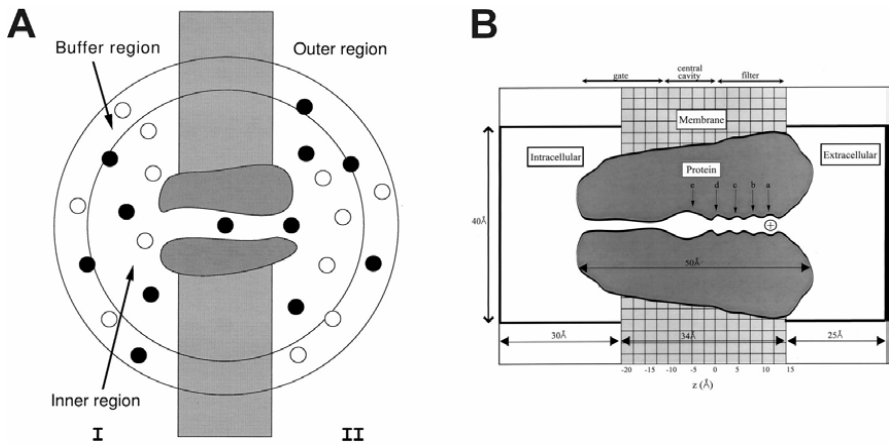 A
Buffer region
Outer region
Inner region
I
II
B
gate
central
cavity
filter
Membrane
Intracellular
Extracellular
Protein
e
d
c
b
a
+
40Å
50Å
30Å
34Å
25Å
-20 -15 -10 -5 0 5 10 15
z (Å)